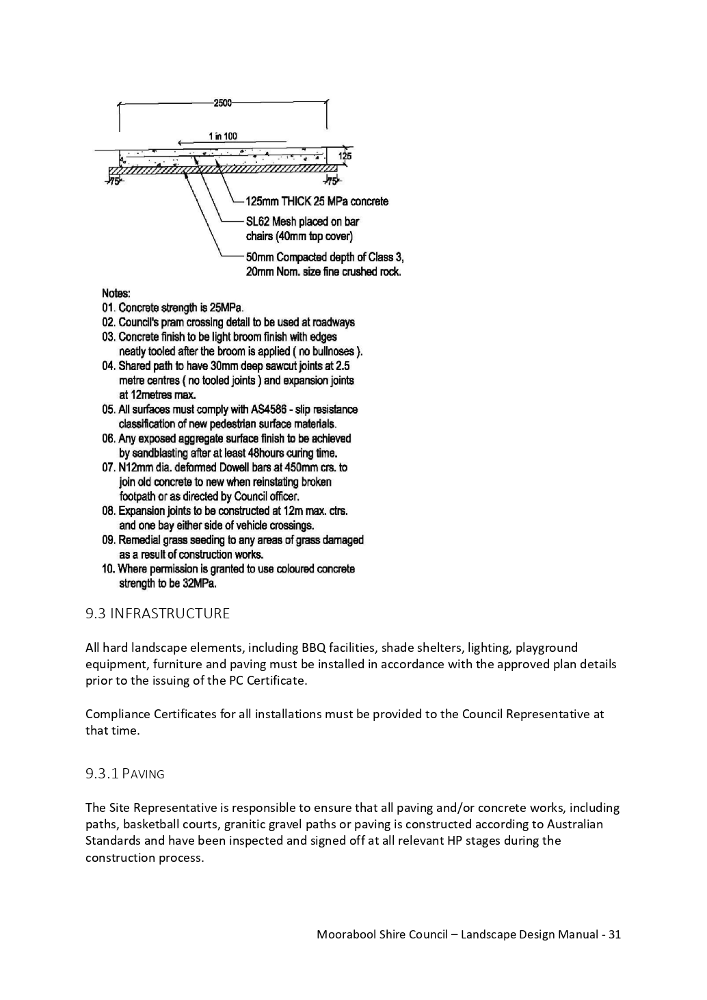 2500
1 in 100
125
75
75
125mm THICK 25 MPa concrete
SL62 Mesh placed on bar
chairs (40mm top cover)
50mm Compacted depth of Class 3,
20mm Nom. size fine crushed rock.
Notes:
01. Concrete strength is 25MPa.
02. Council's pram crossing detail to be used at roadways
03. Concrete finish to be light broom finish with edges
neatly tooled after the broom is applied ( no bullnoses ).
04. Shared path to have 30mm deep sawcut joints at 2.5
metre centres ( no tooled joints ) and expansion joints
at 12metres max.
05. All surfaces must comply with AS4586 - slip resistance
classification of new pedestrian surface materials.
06. Any exposed aggregate surface finish to be achieved
by sandblasting after at least 48hours curing time.
07. N12mm dia. deformed Dowell bars at 450mm crs. to
join old concrete to new when reinstating broken
footpath or as directed by Council officer.
08. Expansion joints to be constructed at 12m max. ctrs.
and one bay either side of vehicle crossings.
09. Remedial grass seeding to any areas of grass damaged
as a result of construction works.
10. Where permission is granted to use coloured concrete
strength to be 32MPa.
9.3 INFRASTRUCTURE
All hard landscape elements, including BBQ facilities, shade shelters, lighting, playground
equipment, furniture and paving must be installed in accordance with the approved plan details
prior to the issuing of the PC Certificate.
Compliance Certificates for all installations must be provided to the Council Representative at
that time.
9.3.1 PAVING
The Site Representative is responsible to ensure that all paving and/or concrete works, including
paths, basketball courts, granitic gravel paths or paving is constructed according to Australian
Standards and have been inspected and signed off at all relevant HP stages during the
construction process.
Moorabool Shire Council – Landscape Design Manual - 31